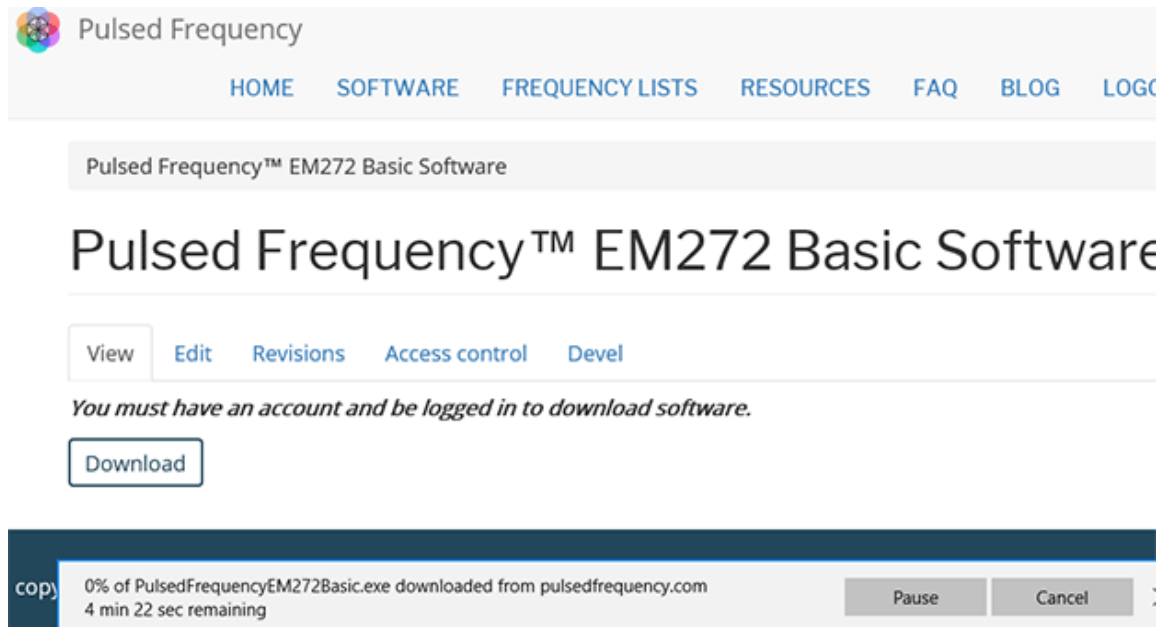 Pulsed Frequency
HOME SOFTWARE FREQUENCY LISTS RESOURCES FAQ BLOG
Pulsed Frequency™ EM272 Basic Software
Pulsed Frequency™ EM272 Basic Software
View Edit Revisions Access control Devel
You must have an account and be logged in to download software.
Download
0% of PulsedFrequencyEM272Basic.exe downloaded from pulsedfrequency.com
4 min 22 sec remaining
Pause Cancel